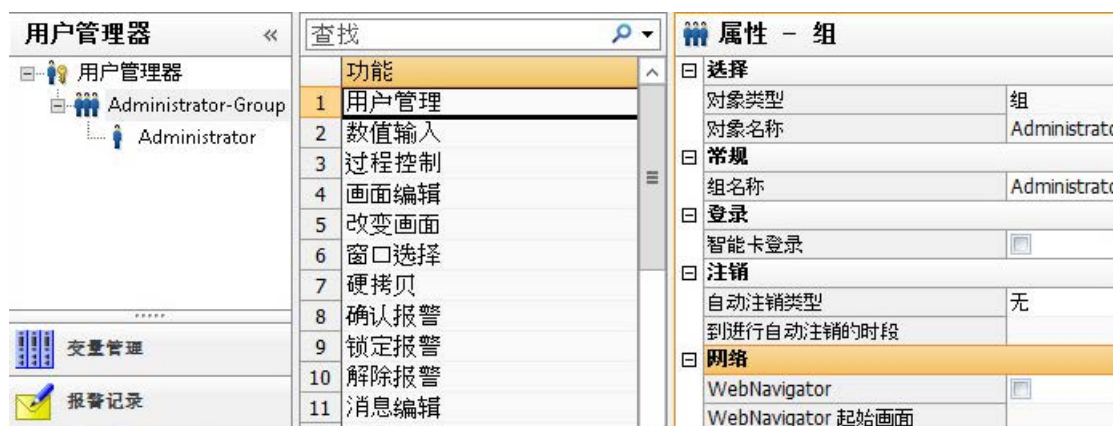 用户管理器 «
用户管理器
Administrator-Group
Administrator
变量管理
报警记录
查找
功能
1 用户管理
2 数值输入
3 过程控制
4 画面编辑
5 改变画面
6 窗口选择
7 硬拷贝
8 确认报警
9 锁定报警
10 解除报警
11 消息编辑
属性 - 组
选择
对象类型 组
对象名称 Administrato
常规
组名称 Administrato
登录
智能卡登录
注销
自动注销类型 无
到进行自动注销的时段
网络
WebNavigator
WebNavigator 起始画面